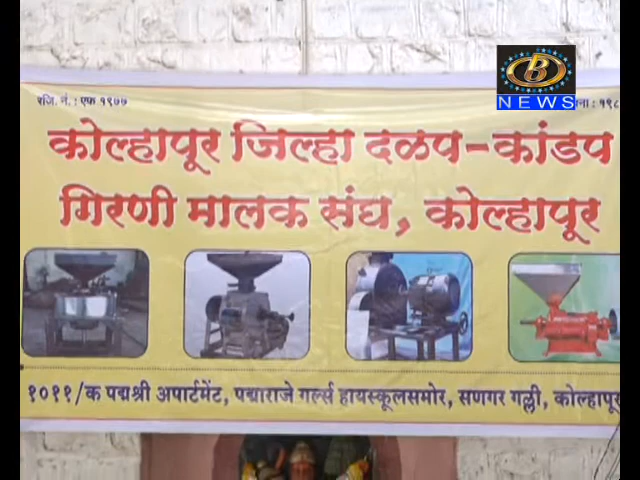 B
NEWS
रजि. नं. : एफ १९७७
कोल्हापूर जिल्हा दळप-कांडप
गिरणी मालक संघ, कोल्हापूर
१०११/क पद्मश्री अपार्टमेंट, पद्माराजे गर्ल्स हायस्कूलसमोर, सणगर गल्ली, कोल्हापूर